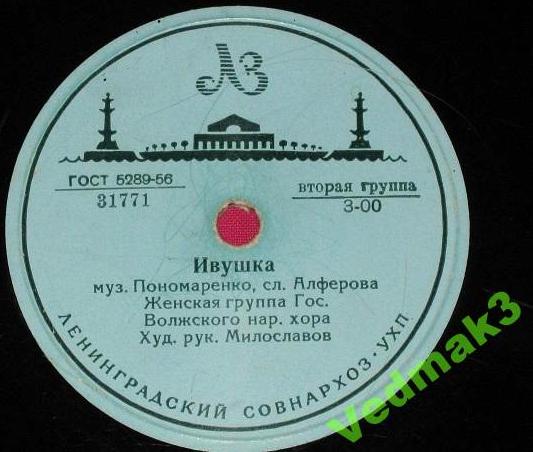 ЛЗ
ГОСТ 5289-56
31771
вторая группа
3-00
Ивушка
муз. Пономаренко, сл. Алферова
Женская группа Гос.
Волжского нар. хора
Худ. рук. Милославов
ЛЕНИНГРАДСКИЙ СОВНАРХОЗ · УХП
Vedmak3